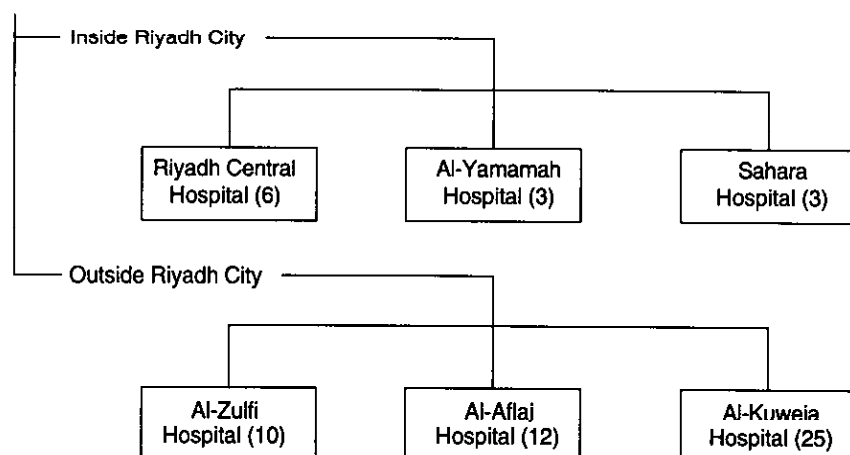 Inside Riyadh City
Riyadh Central
Hospital (6)
Al-Yamamah
Hospital (3)
Sahara
Hospital (3)
Outside Riyadh City
Al-Zulfi
Hospital (10)
Al-Aflaj
Hospital (12)
Al-Kuweia
Hospital (25)